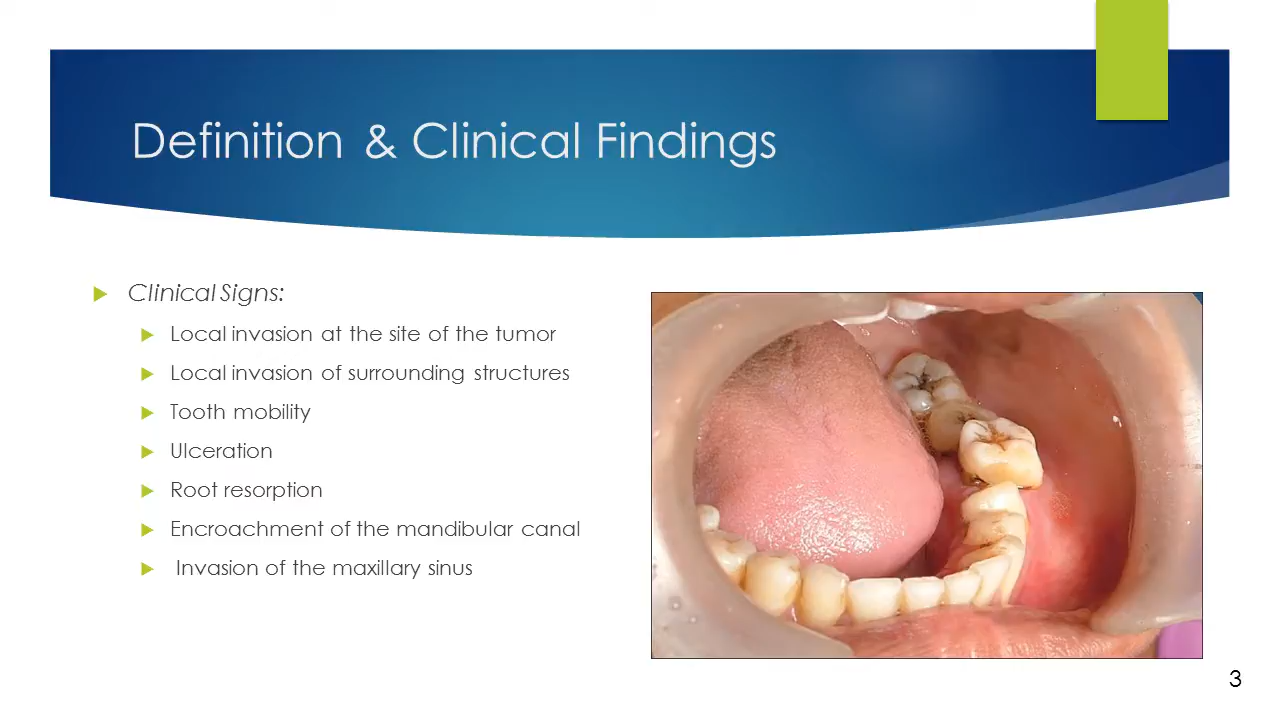 Definition & Clinical Findings
Clinical Signs:
Local invasion at the site of the tumor
Local invasion of surrounding structures
Tooth mobility
Ulceration
Root resorption
Encroachment of the mandibular canal
Invasion of the maxillary sinus
3